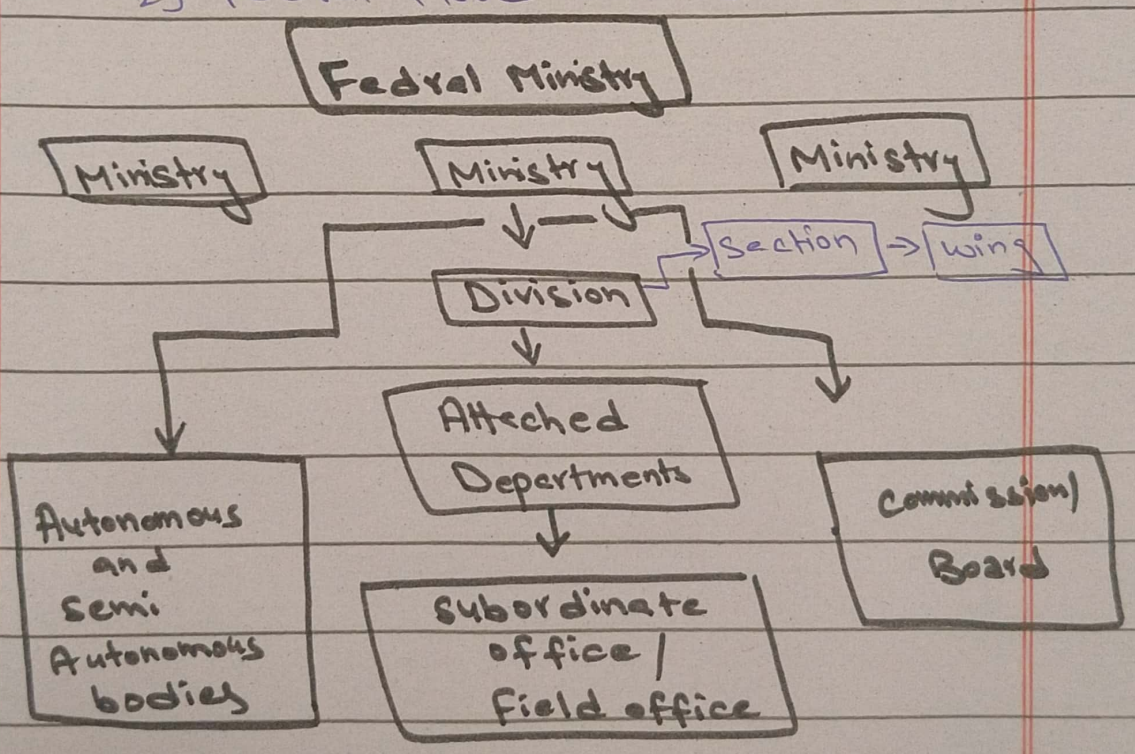 Fedral Ministry
Ministry
Ministry
Ministry
Section
wing
Division
Atteched
Departments
Autonomous
and
semi
Autonomous
bodies
Commission/
Board
subordinate
office/
Field office